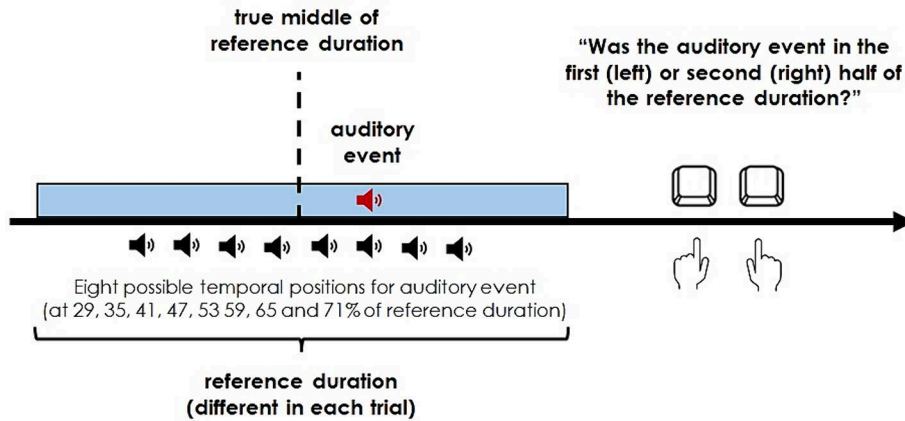 true middle of
reference duration
"Was the auditory event in the
first (left) or second (right) half of
the reference duration?"
auditory
event
Eight possible temporal positions for auditory event
(at 29, 35, 41, 47, 53 59, 65 and 71% of reference duration)
reference duration
(different in each trial)